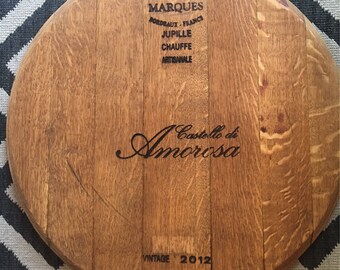 MARQUES
BORDEAUX - FRANCE
JUPILLE
CHAUFFE
ARTISANALE
Castello di
Amorosa
VINTAGE 2012